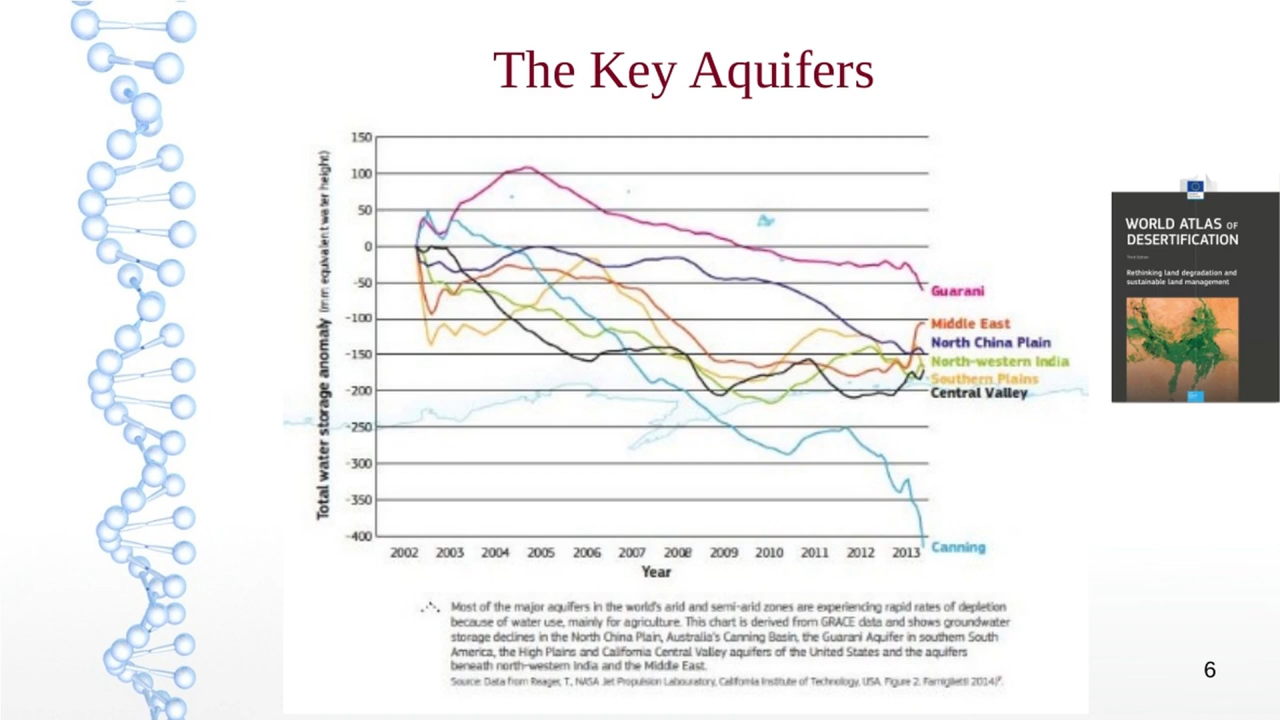 The Key Aquifers
Total water storage anomaly (mm equivalent water height)
150
100
50
0
-50
-100
-150
-200
-250
-300
-350
-400
2002 2003 2004 2005 2006 2007 2008 2009 2010 2011 2012 2013
Year
Guarani
Middle East
North China Plain
North-western India
Southern Plains
Central Valley
Canning
Most of the major aquifers in the world's arid and semi-arid zones are experiencing rapid rates of depletion
because of water use, mainly for agriculture. This chart is derived from GRACE data and shows groundwater
storage declines in the North China Plain, Australia's Canning Basin, the Guarani Aquifer in southern South
America, the High Plains and California Central Valley aquifers of the United States and the aquifers
beneath north-western India and the Middle East.
Source: Data from Reager, T., NASA Jet Propulsion Labouratory, California Institute of Technology, USA. Figure 2. Famiglietti 2014)
WORLD ATLAS OF
DESERTIFICATION
Rethinking land degradation and
sustainable land management
6